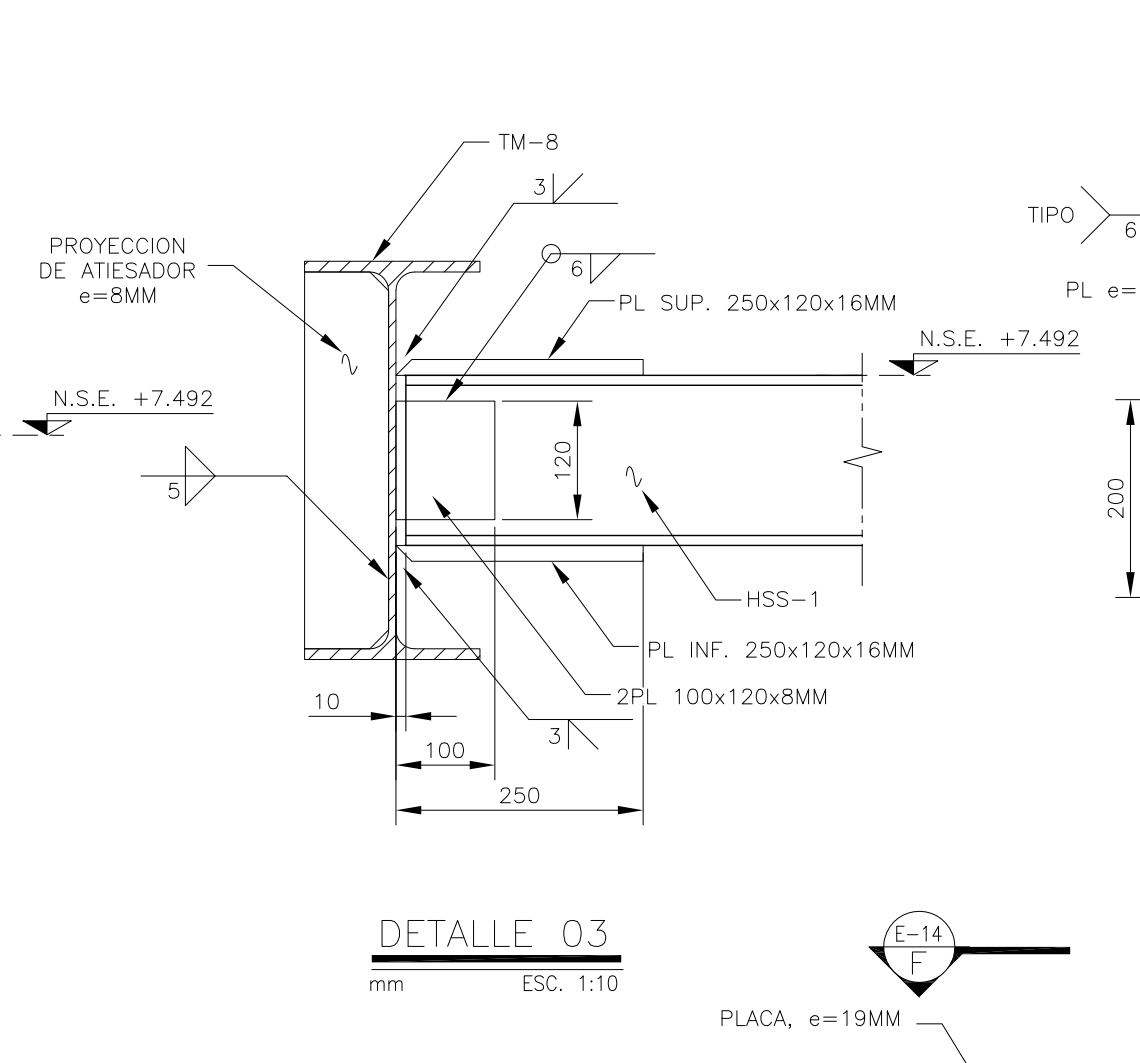 TM-8
3
TIPO
6
PROYECCION
DE ATIESADOR
e=8MM
6
PL e=
PL SUP. 250x120x16MM
N.S.E. +7.492
N.S.E. +7.492
120
5
200
HSS-1
PL INF. 250x120x16MM
2PL 100x120x8MM
10
3
100
250
DETALLE 03
mm ESC. 1:10
E-14
F
PLACA, e=19MM